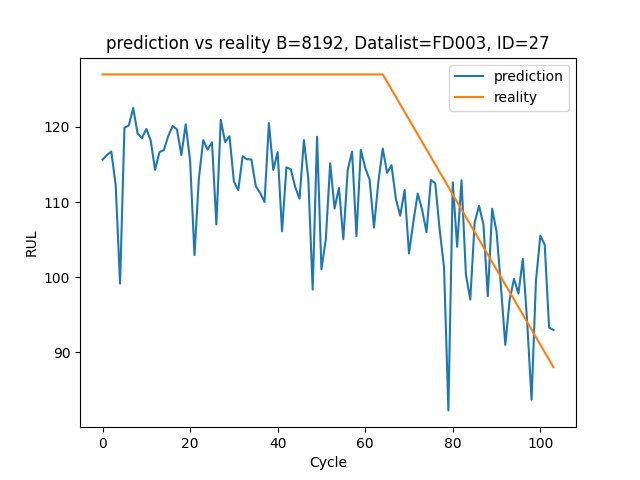 prediction vs reality B=8192, Datalist=FD003, ID=27
prediction
reality
120
110
100
90
RUL
0 20 40 60 80 100
Cycle